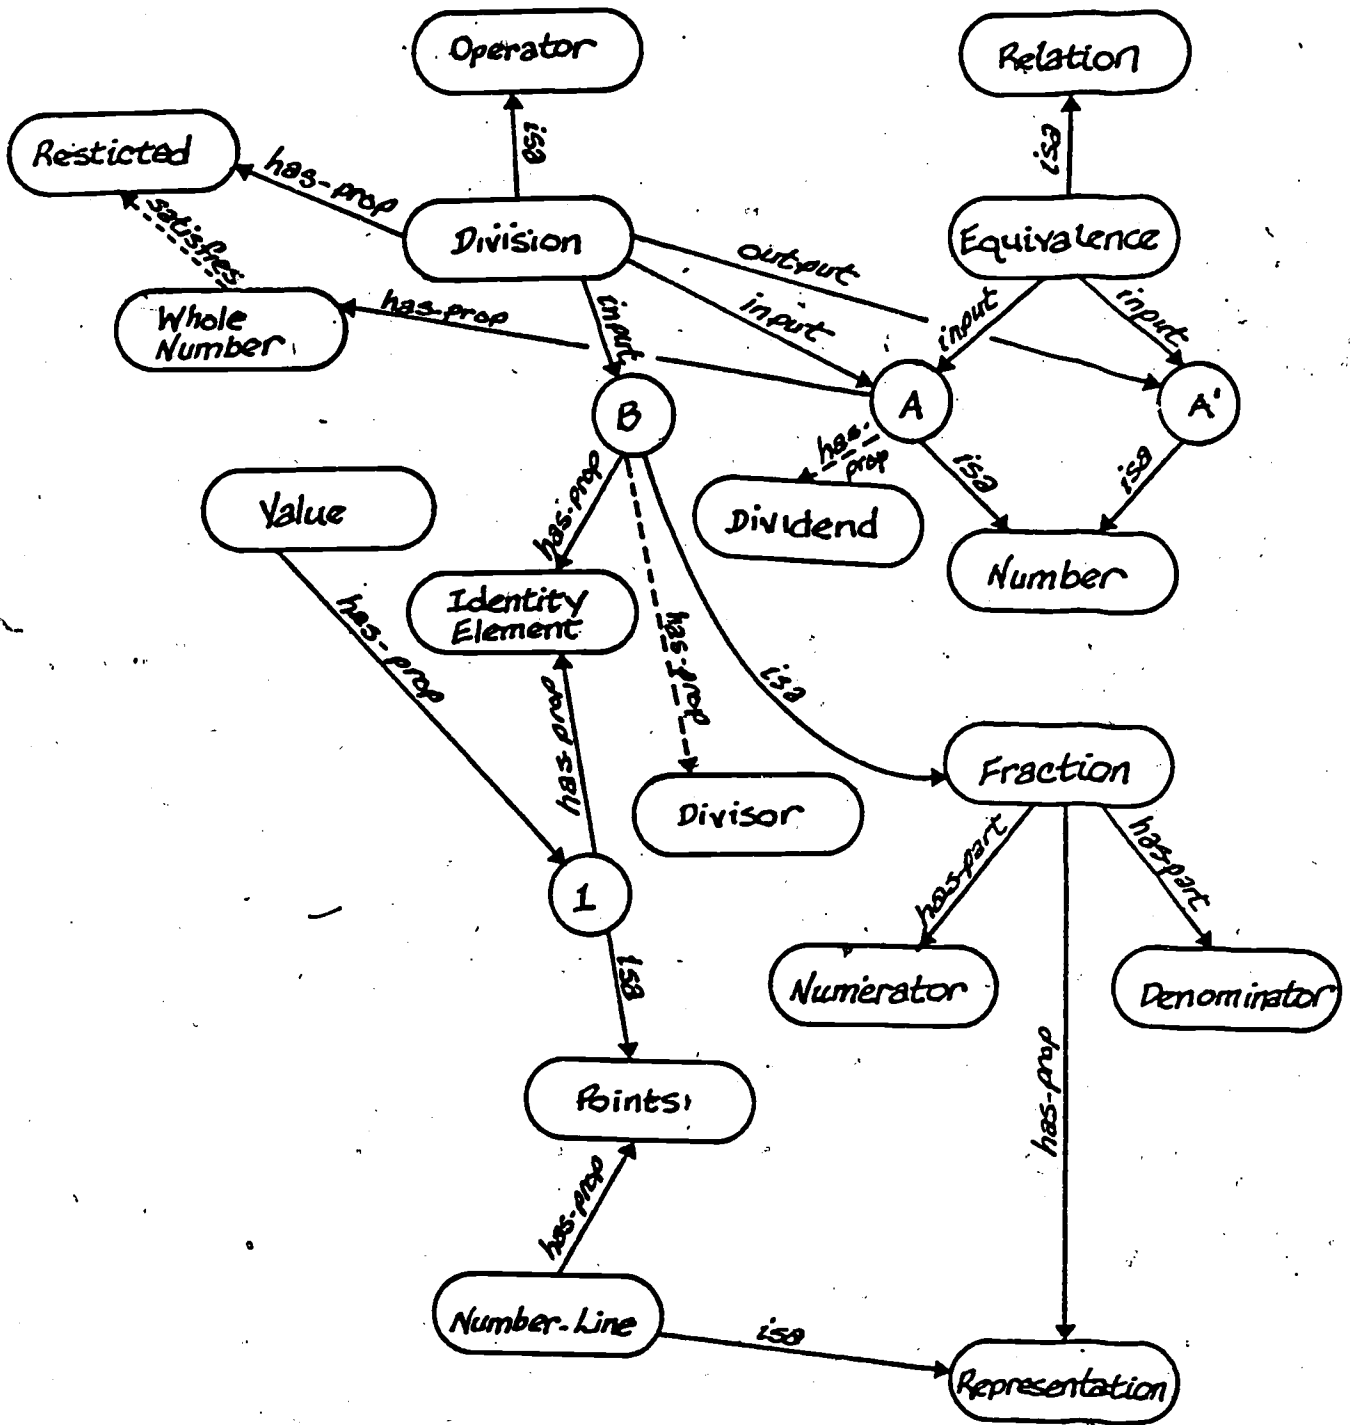 Operator
Relation
isa
isa
Resticted
has-prop
satisfies
Division
Equivalence
output
input
input
input
input
Whole
Number
has-prop
B
A
A'
has-
prop
isa
isa
has-prop
Value
Dividend
Number
Identity
Element
has-prop
has-prop
isa
has-prop
Fraction
Divisor
has-part
has-part
1
isa
Numerator
Denominator
has-prop
Points
has-prop
Number-Line
isa
Representation